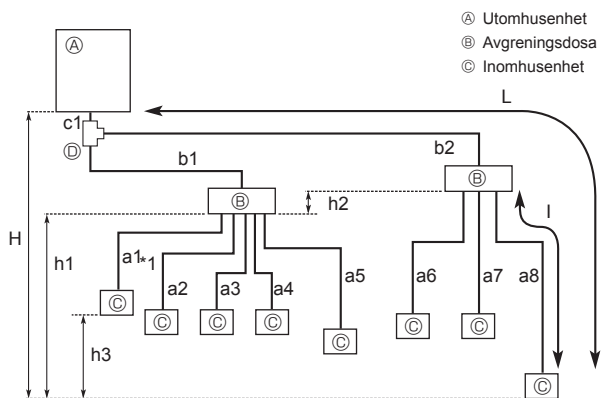 Ⓐ Utomhusenhet
Ⓑ Avgreningsdosa
Ⓒ Inomhusenhet
Ⓐ
L
c1
Ⓓ
b1
b2
Ⓑ
Ⓑ
h2
l
H
h1
a1*1
a2
a3
a4
a5
a6
a7
a8
Ⓒ
Ⓒ
Ⓒ
Ⓒ
Ⓒ
Ⓒ
Ⓒ
h3
Ⓒ